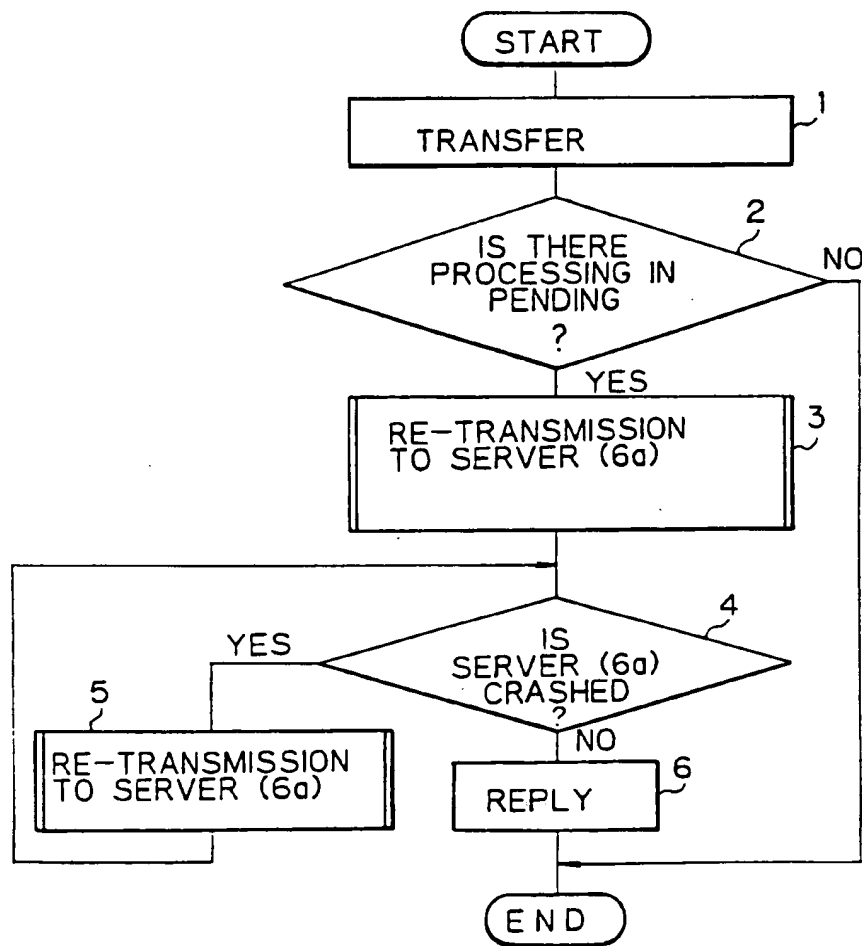 START
1
TRANSFER
2
IS THERE
PROCESSING IN
PENDING
?
NO
YES
3
RE-TRANSMISSION
TO SERVER (6a)
4
YES
IS
SERVER (6a)
CRASHED
?
NO
5
RE-TRANSMISSION
TO SERVER (6a)
6
REPLY
END